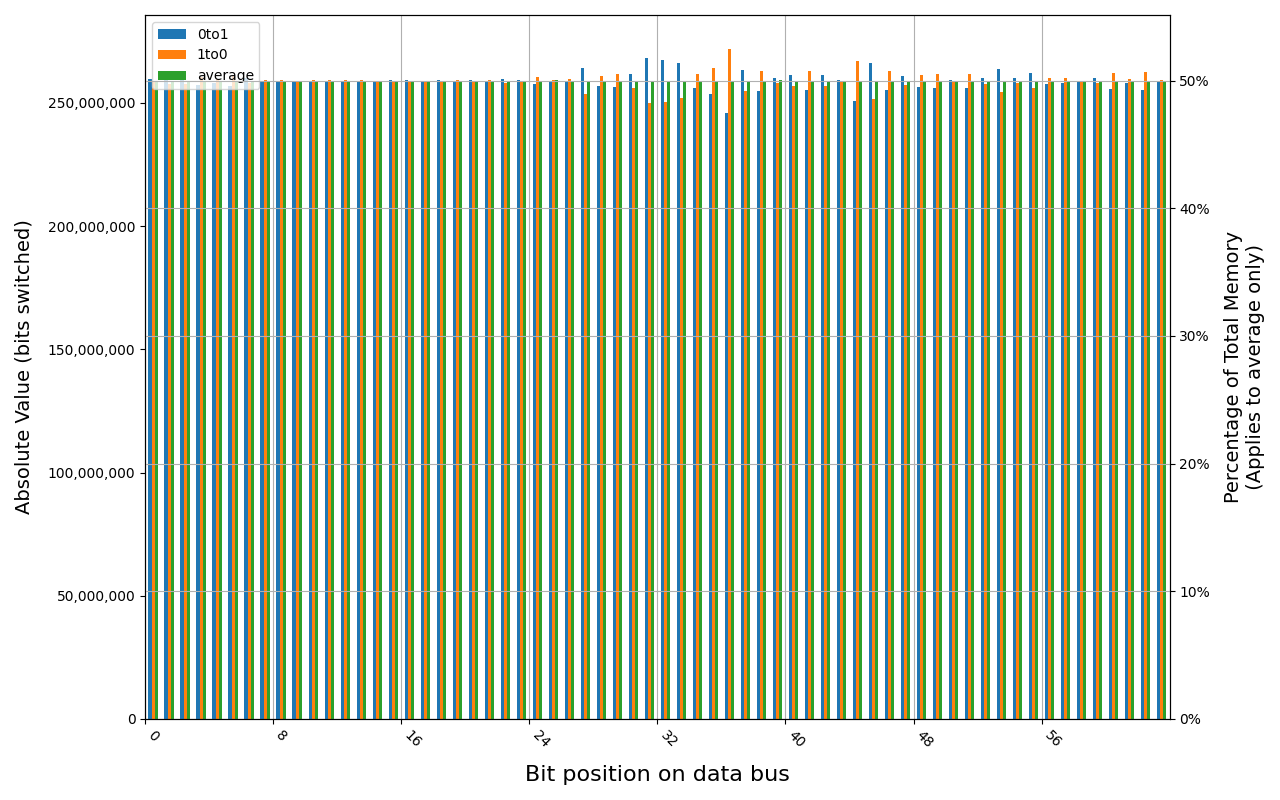 0to1
1to0
average
250,000,000
200,000,000
150,000,000
100,000,000
50,000,000
0
50%
40%
30%
20%
10%
0%
0
8
16
24
32
40
48
56
Absolute Value (bits switched)
Percentage of Total Memory
(Applies to average only)
Bit position on data bus